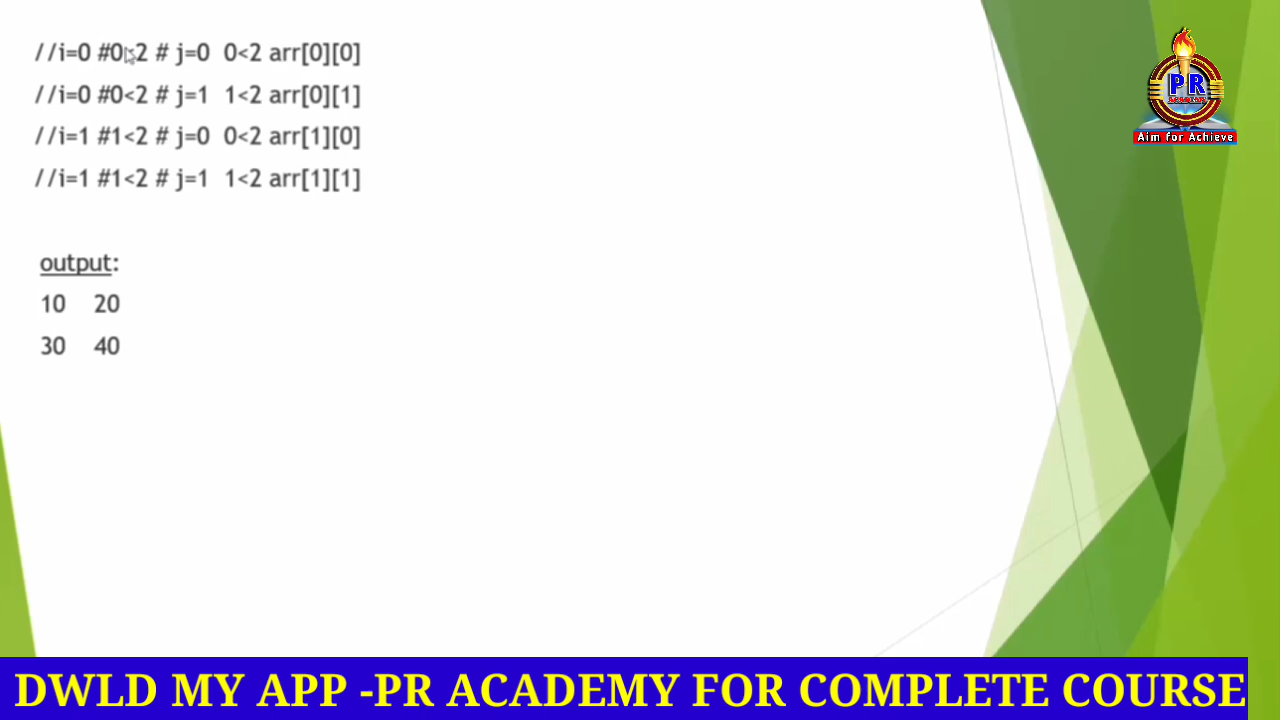 //i=0 #0<2 # j=0 0<2 arr[0][0]
//i=0 #0<2 # j=1 1<2 arr[0][1]
//i=1 #1<2 # j=0 0<2 arr[1][0]
//i=1 #1<2 # j=1 1<2 arr[1][1]
output:
10 20
30 40
PR
Aim for Achieve
DWLD MY APP -PR ACADEMY FOR COMPLETE COURSE